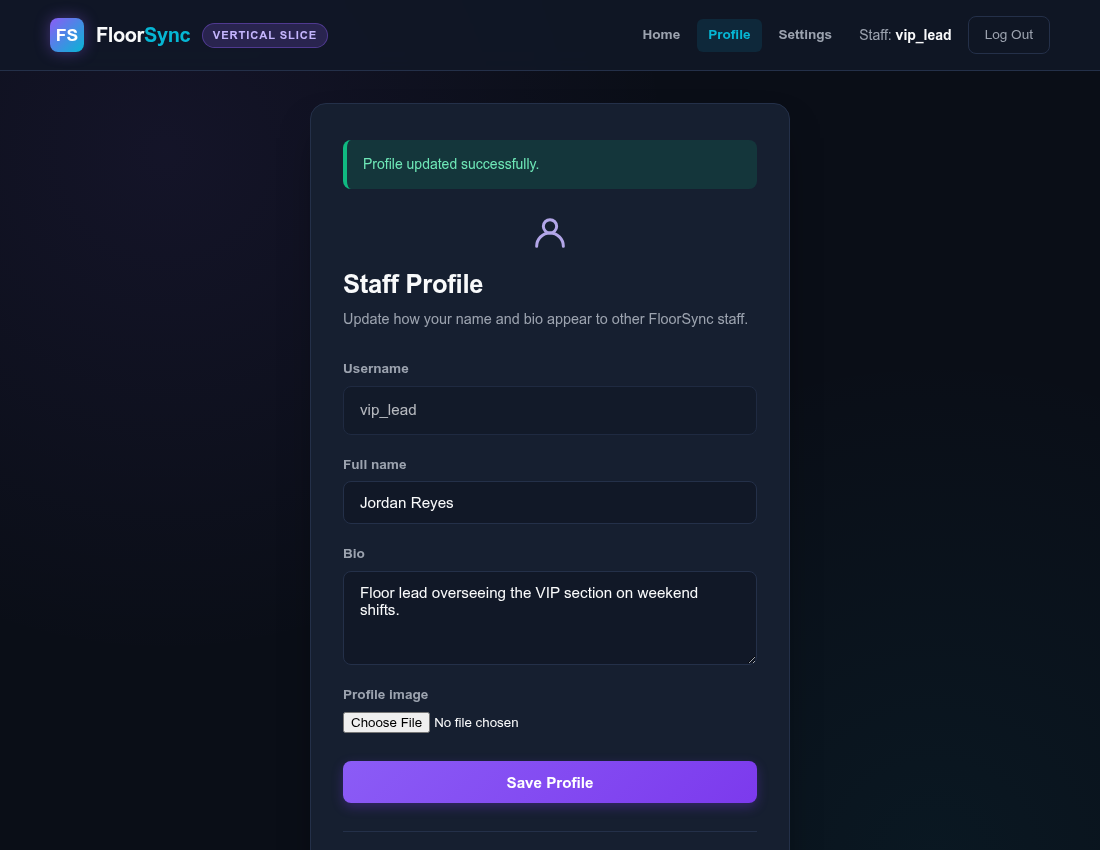 FS FloorSync VERTICAL SLICE Home Profile Settings Staff: vip_lead Log Out
Profile updated successfully.
Staff Profile
Update how your name and bio appear to other FloorSync staff.
Username
vip_lead
Full name
Jordan Reyes
Bio
Floor lead overseeing the VIP section on weekend
shifts.
Profile image
Choose File No file chosen
Save Profile